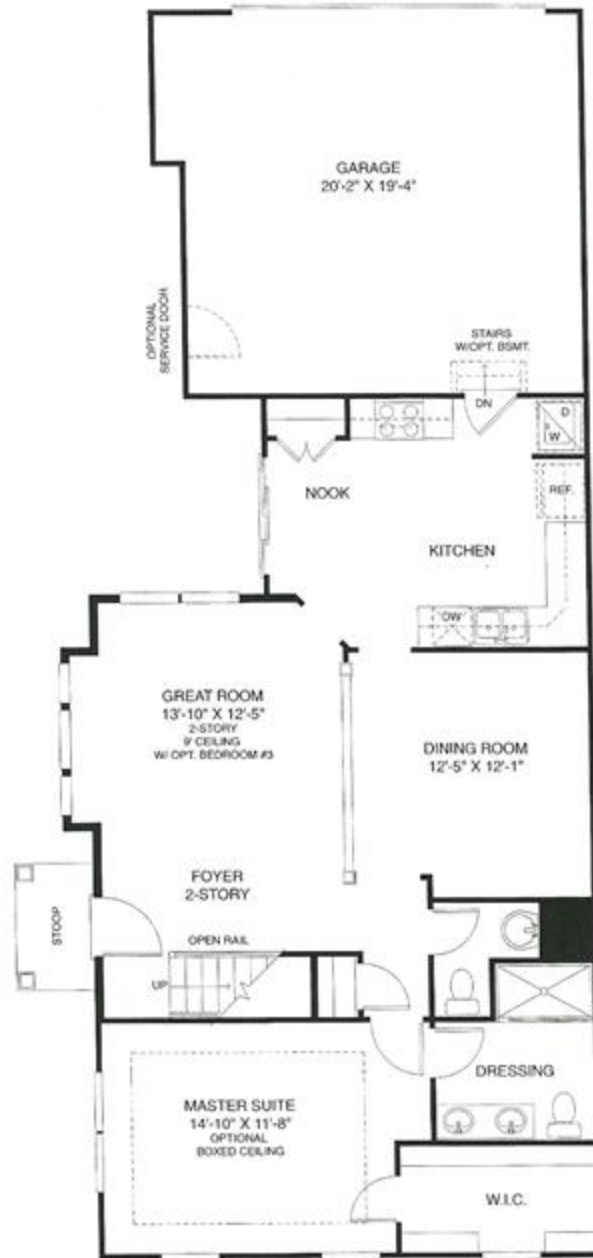 GARAGE
20'-2" X 19'-4"
OPTIONAL
SERVICE DOOR
STAIRS
W/OPT. BSMT.
DN
D
W
NOOK
REF.
KITCHEN
DW
GREAT ROOM
13'-10" X 12'-5"
2-STORY
9' CEILING
W/ OPT. BEDROOM #3
DINING ROOM
12'-5" X 12'-1"
FOYER
2-STORY
STOOP
OPEN RAIL
UP
DRESSING
MASTER SUITE
14'-10" X 11'-8"
OPTIONAL
BOXED CEILING
W.I.C.